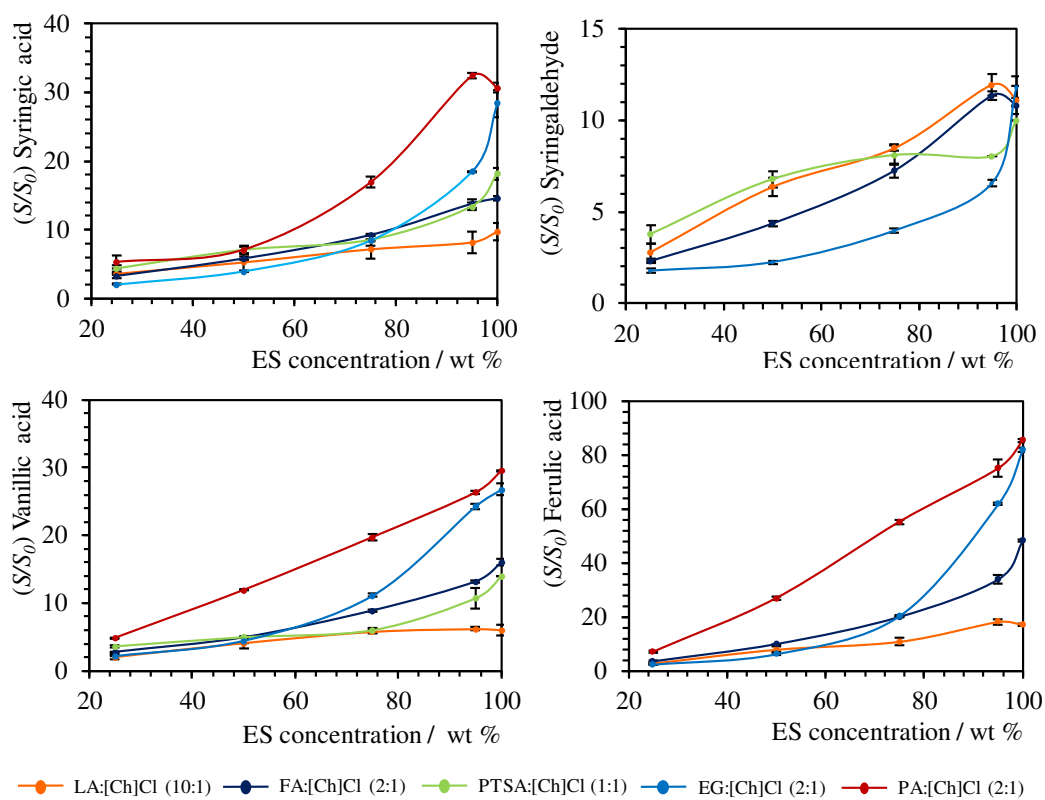 (S/S0) Syringic acid
40
30
20
10
0
20 40 60 80 100
ES concentration / wt %
(S/S0) Syringaldehyde
15
10
5
0
20 40 60 80 100
ES concentration / wt %
(S/S0) Vanillic acid
40
30
20
10
0
20 40 60 80 100
ES concentration / wt %
(S/S0) Ferulic acid
100
80
60
40
20
0
20 40 60 80 100
ES concentration / wt %
LA:[Ch]Cl (10:1) FA:[Ch]Cl (2:1) PTSA:[Ch]Cl (1:1) EG:[Ch]Cl (2:1) PA:[Ch]Cl (2:1)